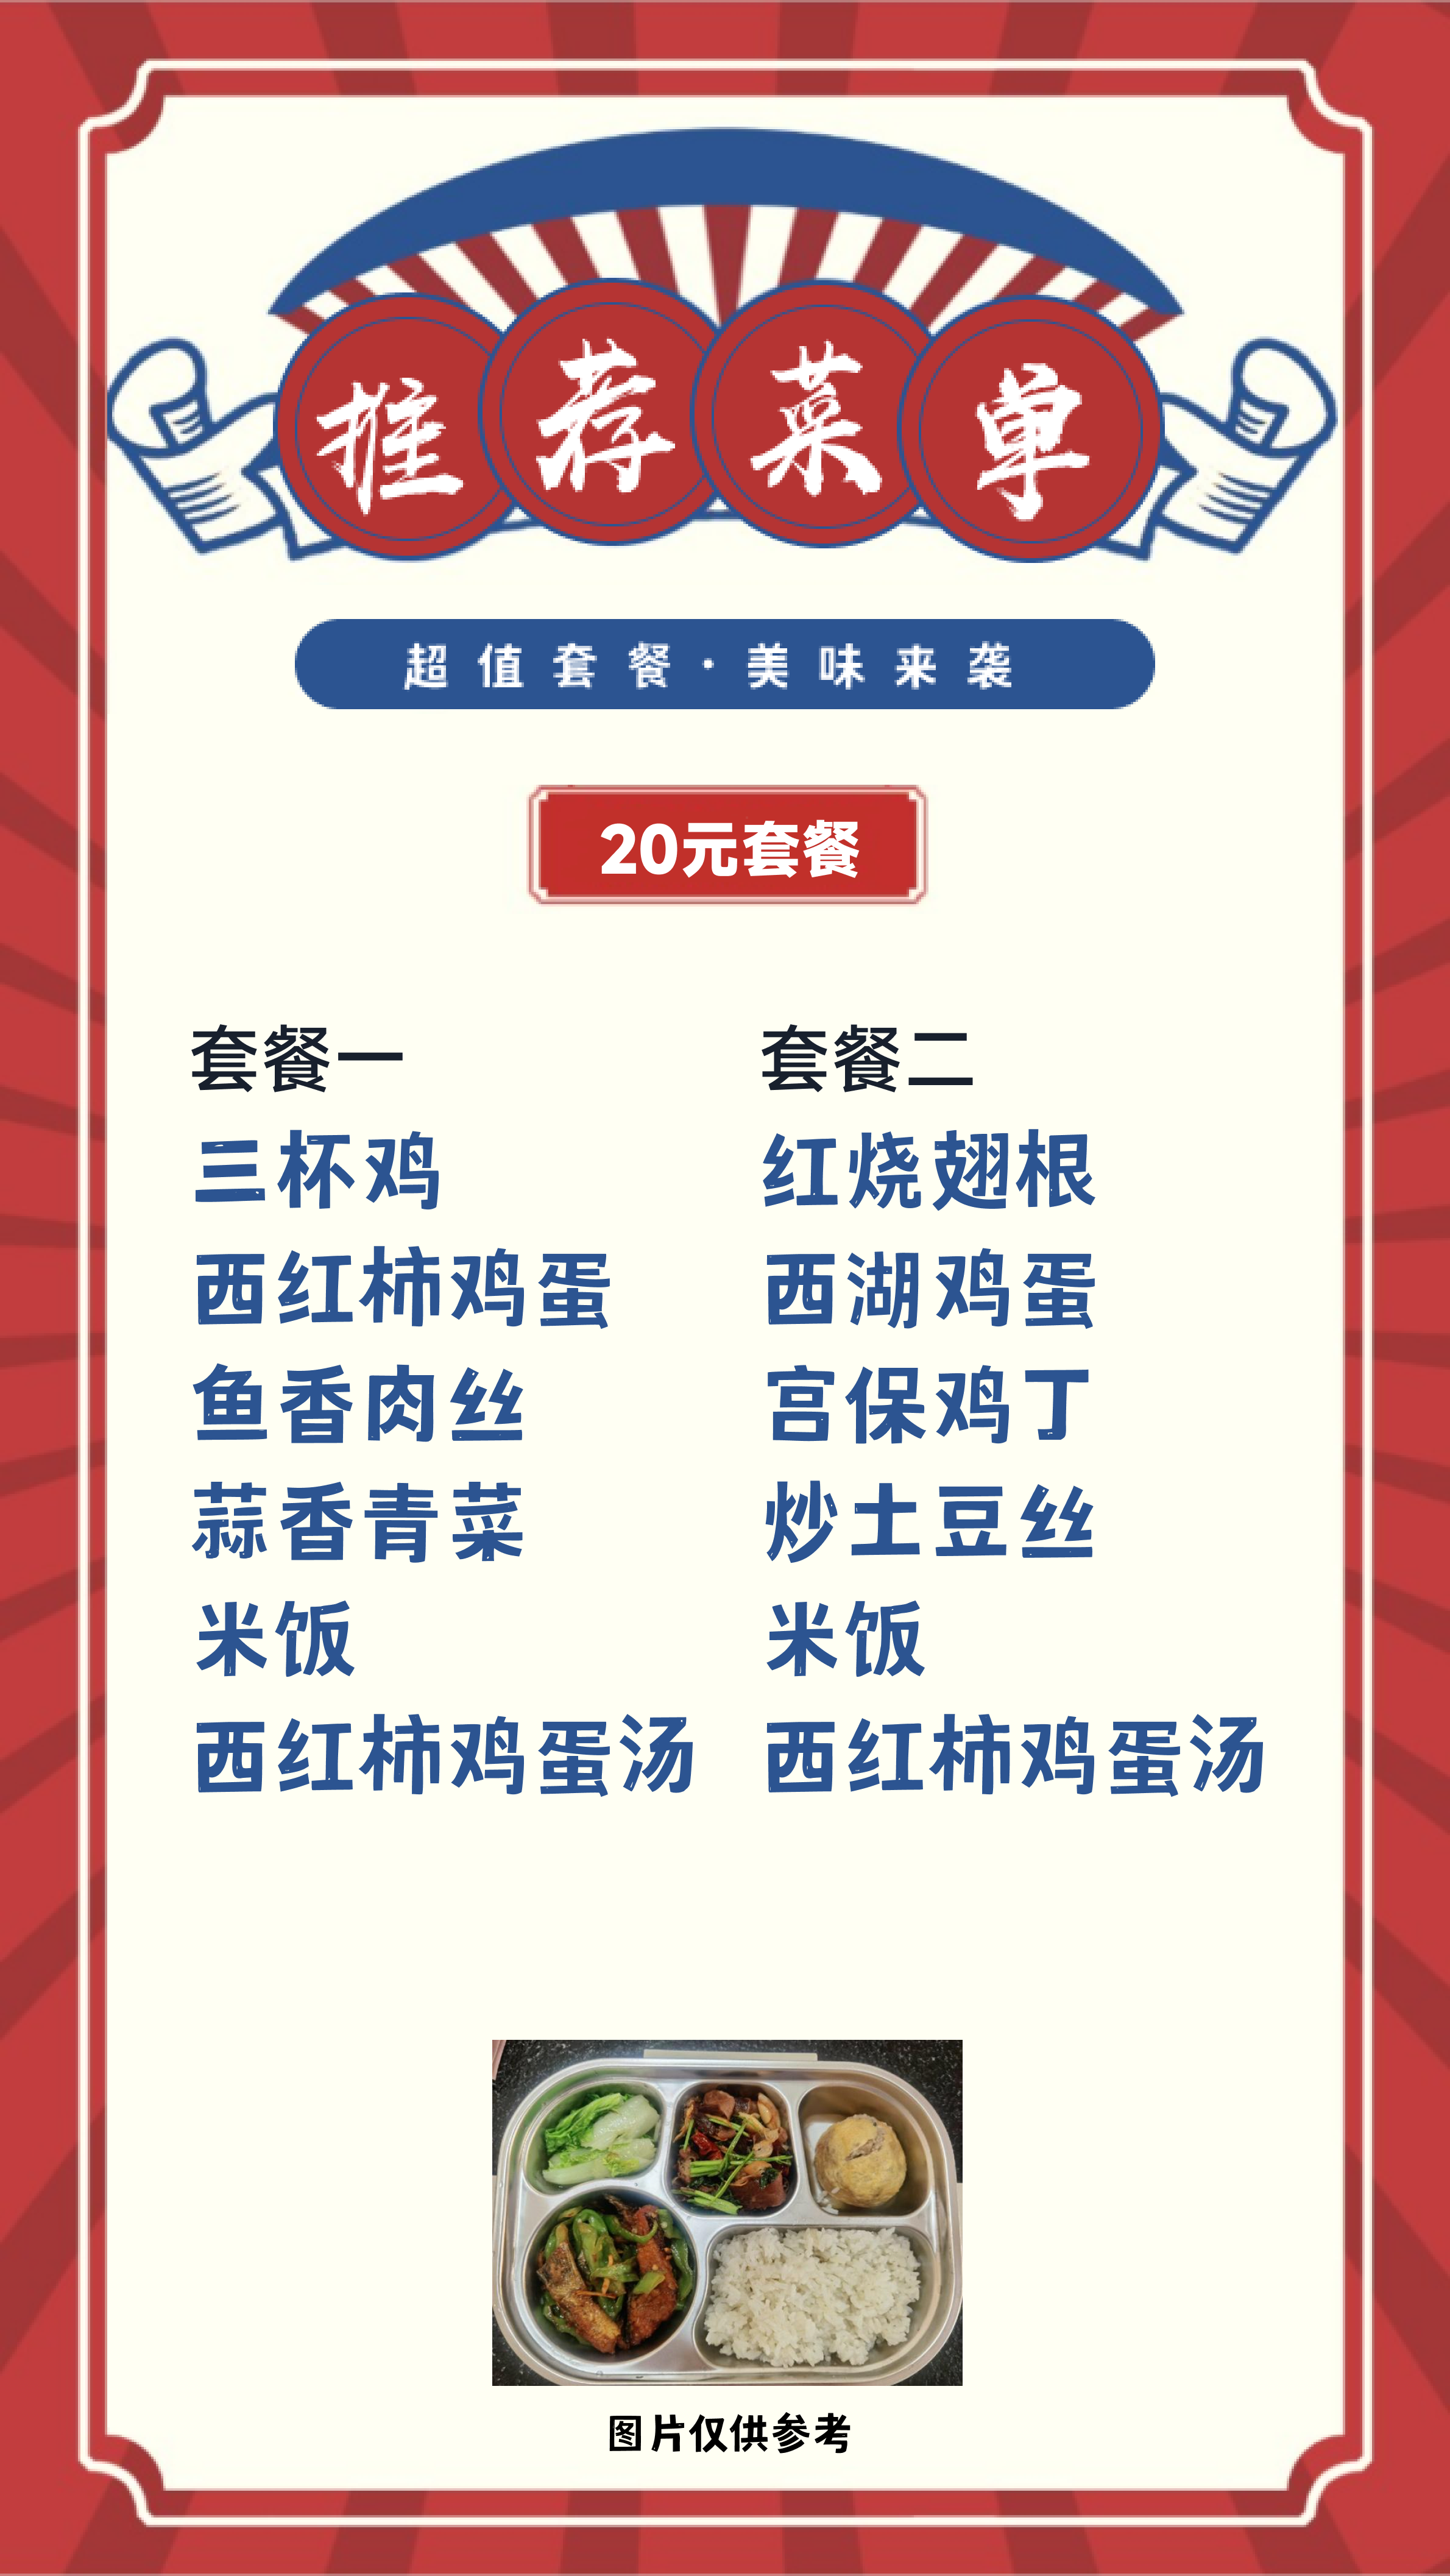 推荐菜单
超值套餐·美味来袭
20元套餐
套餐一
三杯鸡
西红柿鸡蛋
鱼香肉丝
蒜香青菜
米饭
西红柿鸡蛋汤
套餐二
红烧翅根
西湖鸡蛋
宫保鸡丁
炒土豆丝
米饭
西红柿鸡蛋汤
图片仅供参考